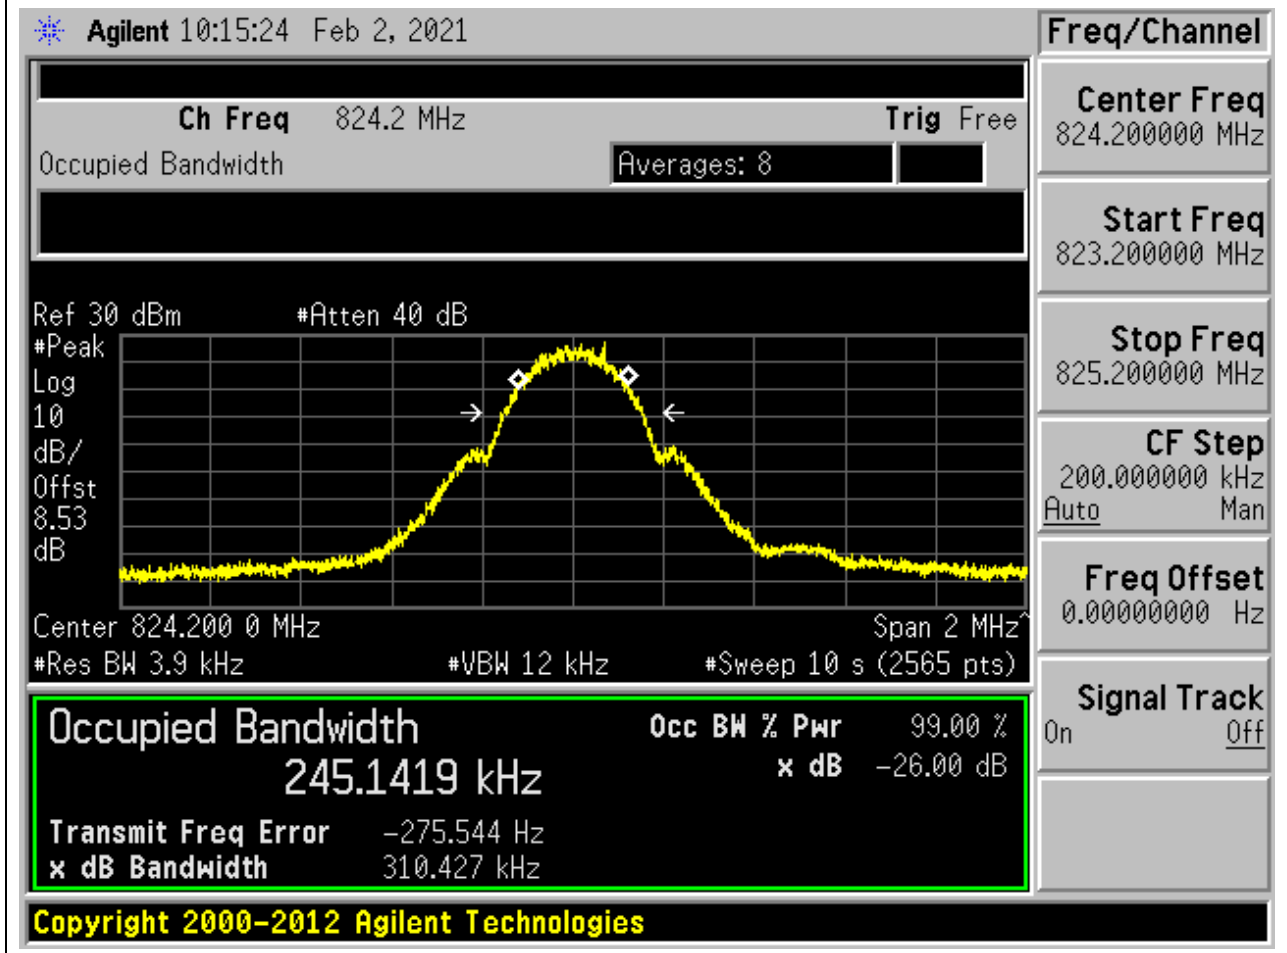 Agilent 10:15:24 Feb 2, 2021
Freq/Channel
Ch Freq 824.2 MHz Trig Free
Occupied Bandwidth Averages: 8
Center Freq
824.200000 MHz
Start Freq
823.200000 MHz
Stop Freq
825.200000 MHz
CF Step
200.000000 kHz
Auto Man
Freq Offset
0.00000000 Hz
Signal Track
On Off
Ref 30 dBm #Atten 40 dB
#Peak
Log
10
dB/
Offst
8.53
dB
Center 824.200 0 MHz Span 2 MHz^
#Res BW 3.9 kHz #VBW 12 kHz #Sweep 10 s (2565 pts)
Occupied Bandwidth Occ BW % Pwr 99.00 %
245.1419 kHz x dB -26.00 dB
Transmit Freq Error -275.544 Hz
x dB Bandwidth 310.427 kHz
Copyright 2000-2012 Agilent Technologies